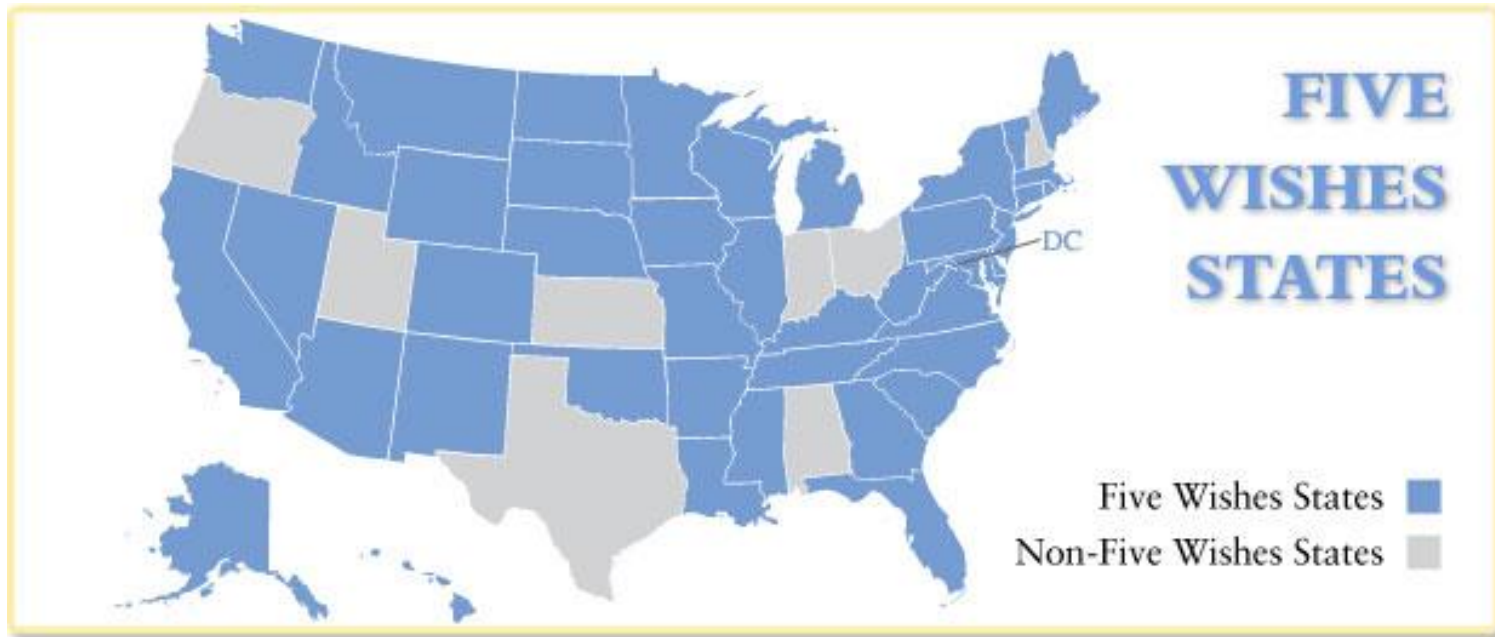 FIVE
WISHES
STATES
DC
Five Wishes States
Non-Five Wishes States